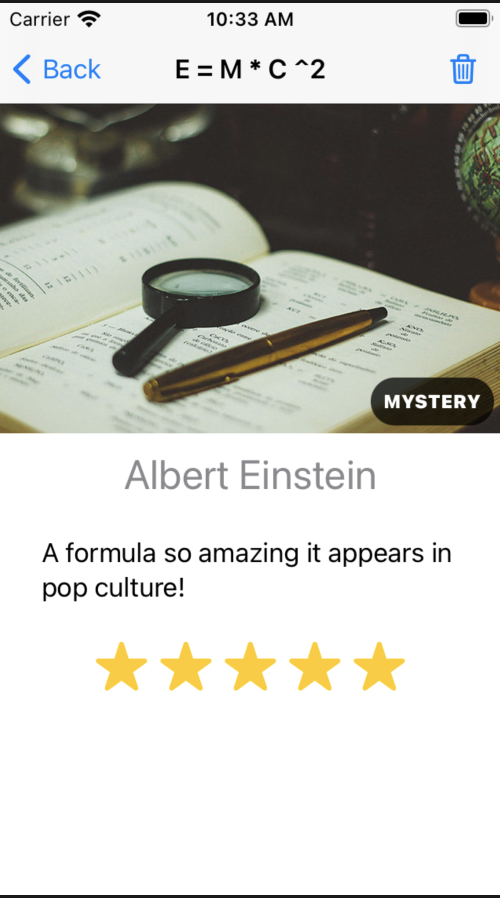 Carrier 10:33 AM
Back E = M * C ^2
MYSTERY
Albert Einstein
A formula so amazing it appears in
pop culture!